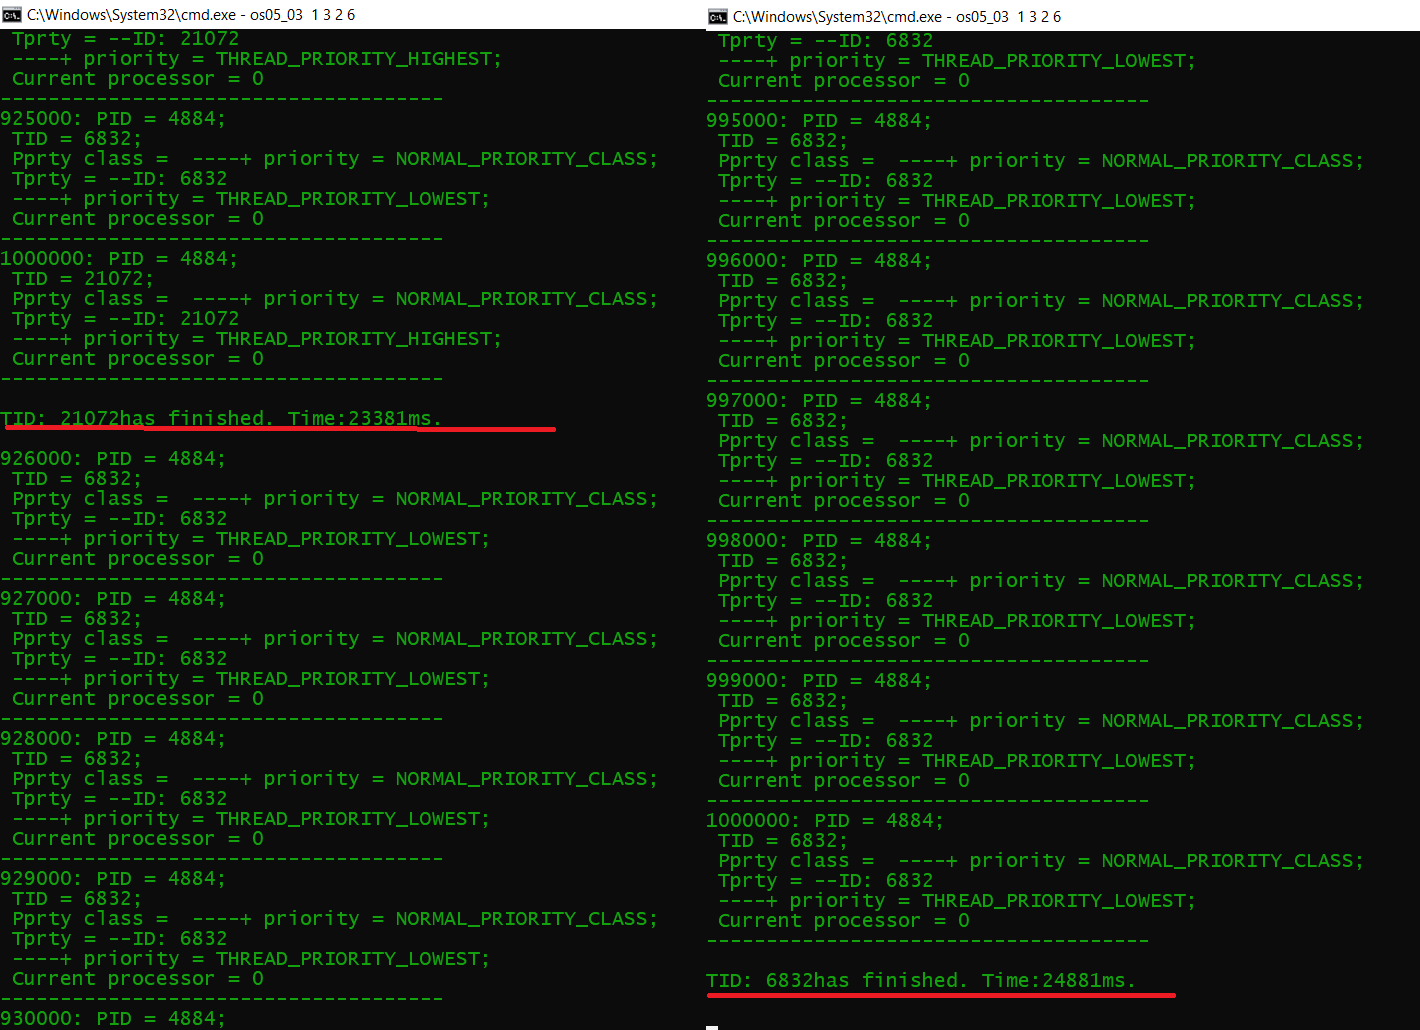 C:\Windows\System32\cmd.exe - os05_03 1 3 2 6
Tprty = --ID: 21072
----+ priority = THREAD_PRIORITY_HIGHEST;
Current processor = 0
-------------------------------------
925000: PID = 4884;
TID = 6832;
Pprty class =  ----+ priority = NORMAL_PRIORITY_CLASS;
Tprty = --ID: 6832
----+ priority = THREAD_PRIORITY_LOWEST;
Current processor = 0
-------------------------------------
1000000: PID = 4884;
TID = 21072;
Pprty class =  ----+ priority = NORMAL_PRIORITY_CLASS;
Tprty = --ID: 21072
----+ priority = THREAD_PRIORITY_HIGHEST;
Current processor = 0
-------------------------------------
TID: 21072has finished. Time:23381ms.
926000: PID = 4884;
TID = 6832;
Pprty class =  ----+ priority = NORMAL_PRIORITY_CLASS;
Tprty = --ID: 6832
----+ priority = THREAD_PRIORITY_LOWEST;
Current processor = 0
-------------------------------------
927000: PID = 4884;
TID = 6832;
Pprty class =  ----+ priority = NORMAL_PRIORITY_CLASS;
Tprty = --ID: 6832
----+ priority = THREAD_PRIORITY_LOWEST;
Current processor = 0
-------------------------------------
928000: PID = 4884;
TID = 6832;
Pprty class =  ----+ priority = NORMAL_PRIORITY_CLASS;
Tprty = --ID: 6832
----+ priority = THREAD_PRIORITY_LOWEST;
Current processor = 0
-------------------------------------
929000: PID = 4884;
TID = 6832;
Pprty class =  ----+ priority = NORMAL_PRIORITY_CLASS;
Tprty = --ID: 6832
----+ priority = THREAD_PRIORITY_LOWEST;
Current processor = 0
-------------------------------------
930000: PID = 4884;
C:\Windows\System32\cmd.exe - os05_03 1 3 2 6
Tprty = --ID: 6832
----+ priority = THREAD_PRIORITY_LOWEST;
Current processor = 0
-------------------------------------
995000: PID = 4884;
TID = 6832;
Pprty class =  ----+ priority = NORMAL_PRIORITY_CLASS;
Tprty = --ID: 6832
----+ priority = THREAD_PRIORITY_LOWEST;
Current processor = 0
-------------------------------------
996000: PID = 4884;
TID = 6832;
Pprty class =  ----+ priority = NORMAL_PRIORITY_CLASS;
Tprty = --ID: 6832
----+ priority = THREAD_PRIORITY_LOWEST;
Current processor = 0
-------------------------------------
997000: PID = 4884;
TID = 6832;
Pprty class =  ----+ priority = NORMAL_PRIORITY_CLASS;
Tprty = --ID: 6832
----+ priority = THREAD_PRIORITY_LOWEST;
Current processor = 0
-------------------------------------
998000: PID = 4884;
TID = 6832;
Pprty class =  ----+ priority = NORMAL_PRIORITY_CLASS;
Tprty = --ID: 6832
----+ priority = THREAD_PRIORITY_LOWEST;
Current processor = 0
-------------------------------------
999000: PID = 4884;
TID = 6832;
Pprty class =  ----+ priority = NORMAL_PRIORITY_CLASS;
Tprty = --ID: 6832
----+ priority = THREAD_PRIORITY_LOWEST;
Current processor = 0
-------------------------------------
1000000: PID = 4884;
TID = 6832;
Pprty class =  ----+ priority = NORMAL_PRIORITY_CLASS;
Tprty = --ID: 6832
----+ priority = THREAD_PRIORITY_LOWEST;
Current processor = 0
-------------------------------------
TID: 6832has finished. Time:24881ms.